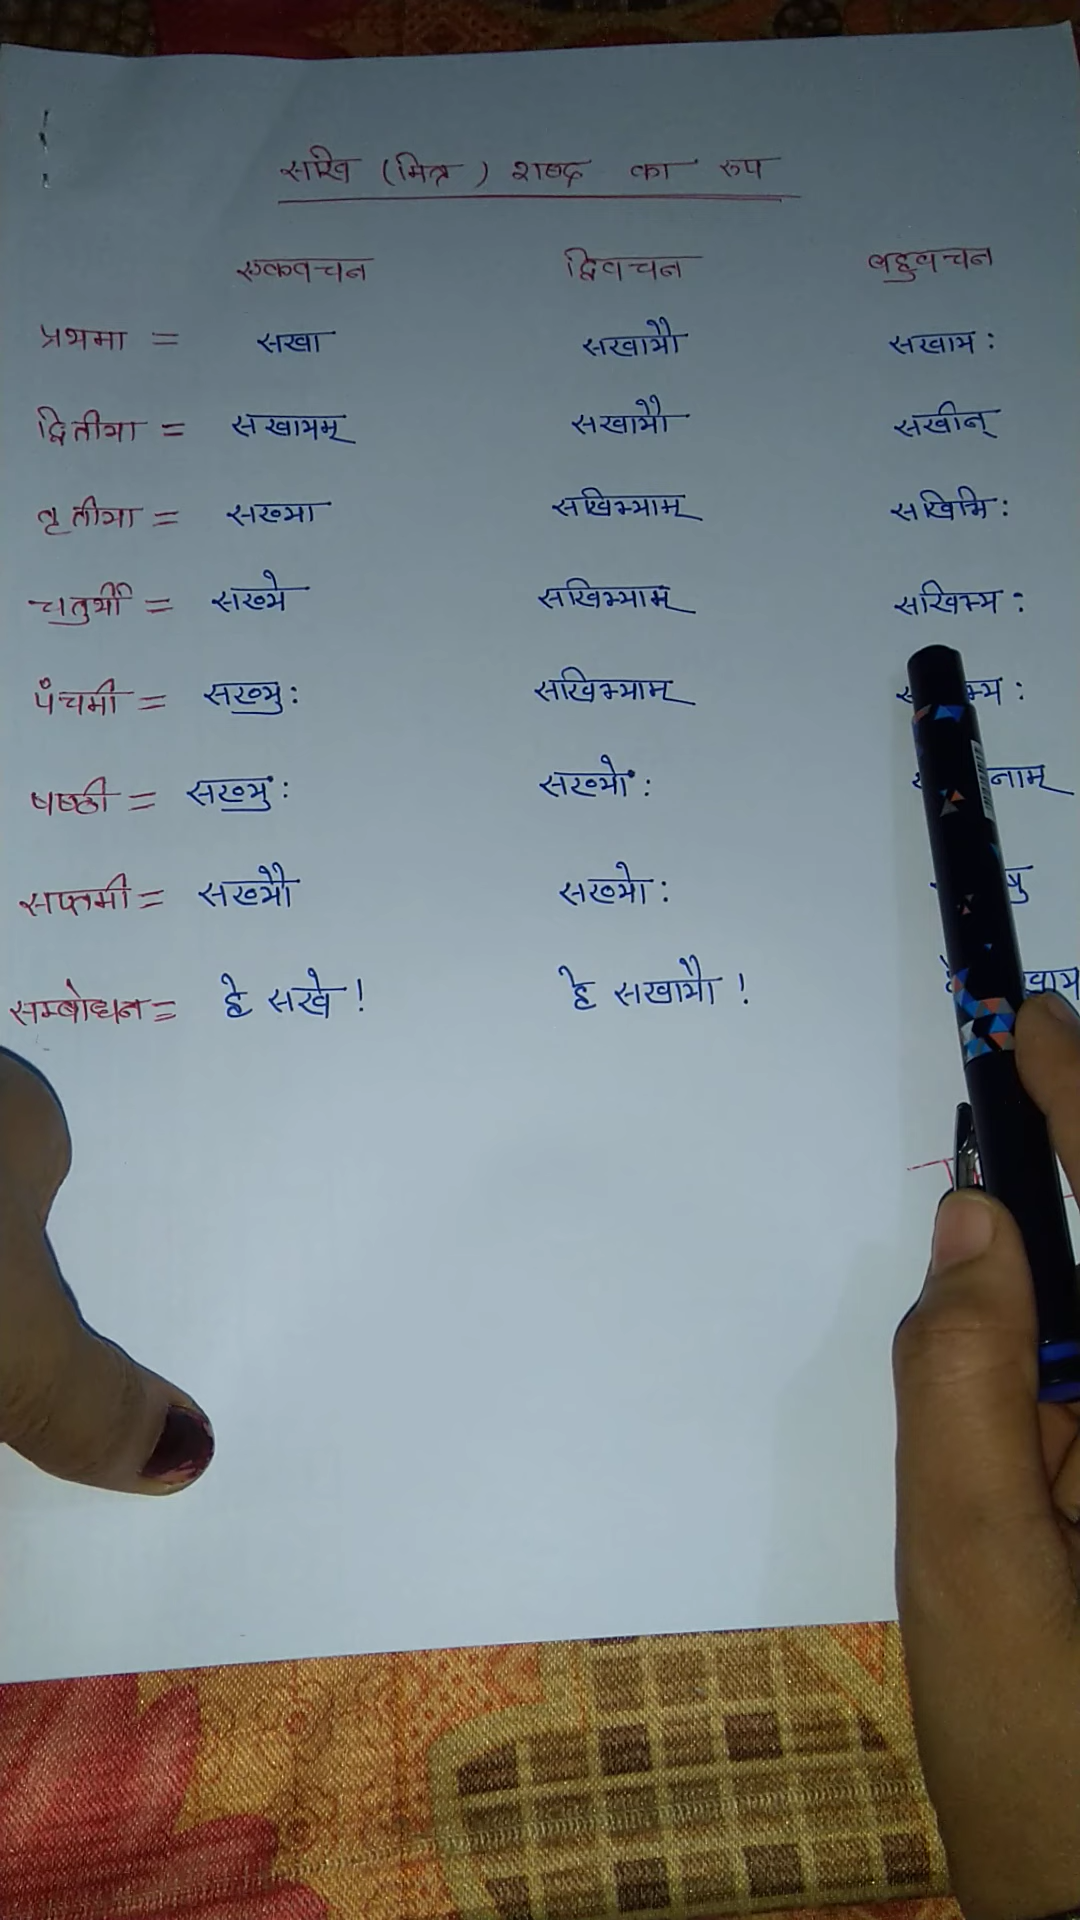 सखि (मित्र) शब्द का रूप
एकवचन द्विवचन बहुवचन
प्रथमा = सखा सखायौ सखाय:
द्वितीया = सखायम् सखायौ सखीन्
तृतीया = सख्या सखिभ्याम् सखिभि:
चतुर्थी = सख्ये सखिभ्याम् सखिभ्य:
पंचमी = सख्यु: सखिभ्याम्
षष्ठी = सख्यु: सख्यो:
सप्तमी = सख्यौ सख्यो:
सम्बोधन = हे सखे! हे सखायौ!